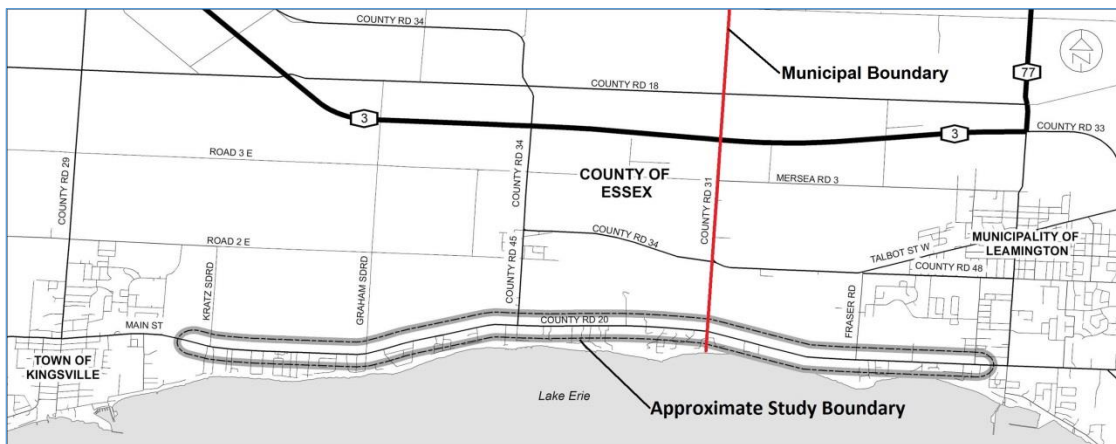 COUNTY RD 34
Municipal Boundary
77
COUNTY RD 18
3
3
COUNTY RD 33
ROAD 3 E
COUNTY RD 29
COUNTY RD 34
COUNTY OF
ESSEX
COUNTY RD 31
MERSEA RD 3
ROAD 2 E
COUNTY RD 34
TALBOT ST W
MUNICIPALITY OF
LEAMINGTON
COUNTY RD 48
KRATZ SDRD
GRAHAM SDRD
COUNTY RD 45
FRASER RD
MAIN ST
COUNTY RD 20
TOWN OF
KINGSVILLE
Lake Erie
Approximate Study Boundary